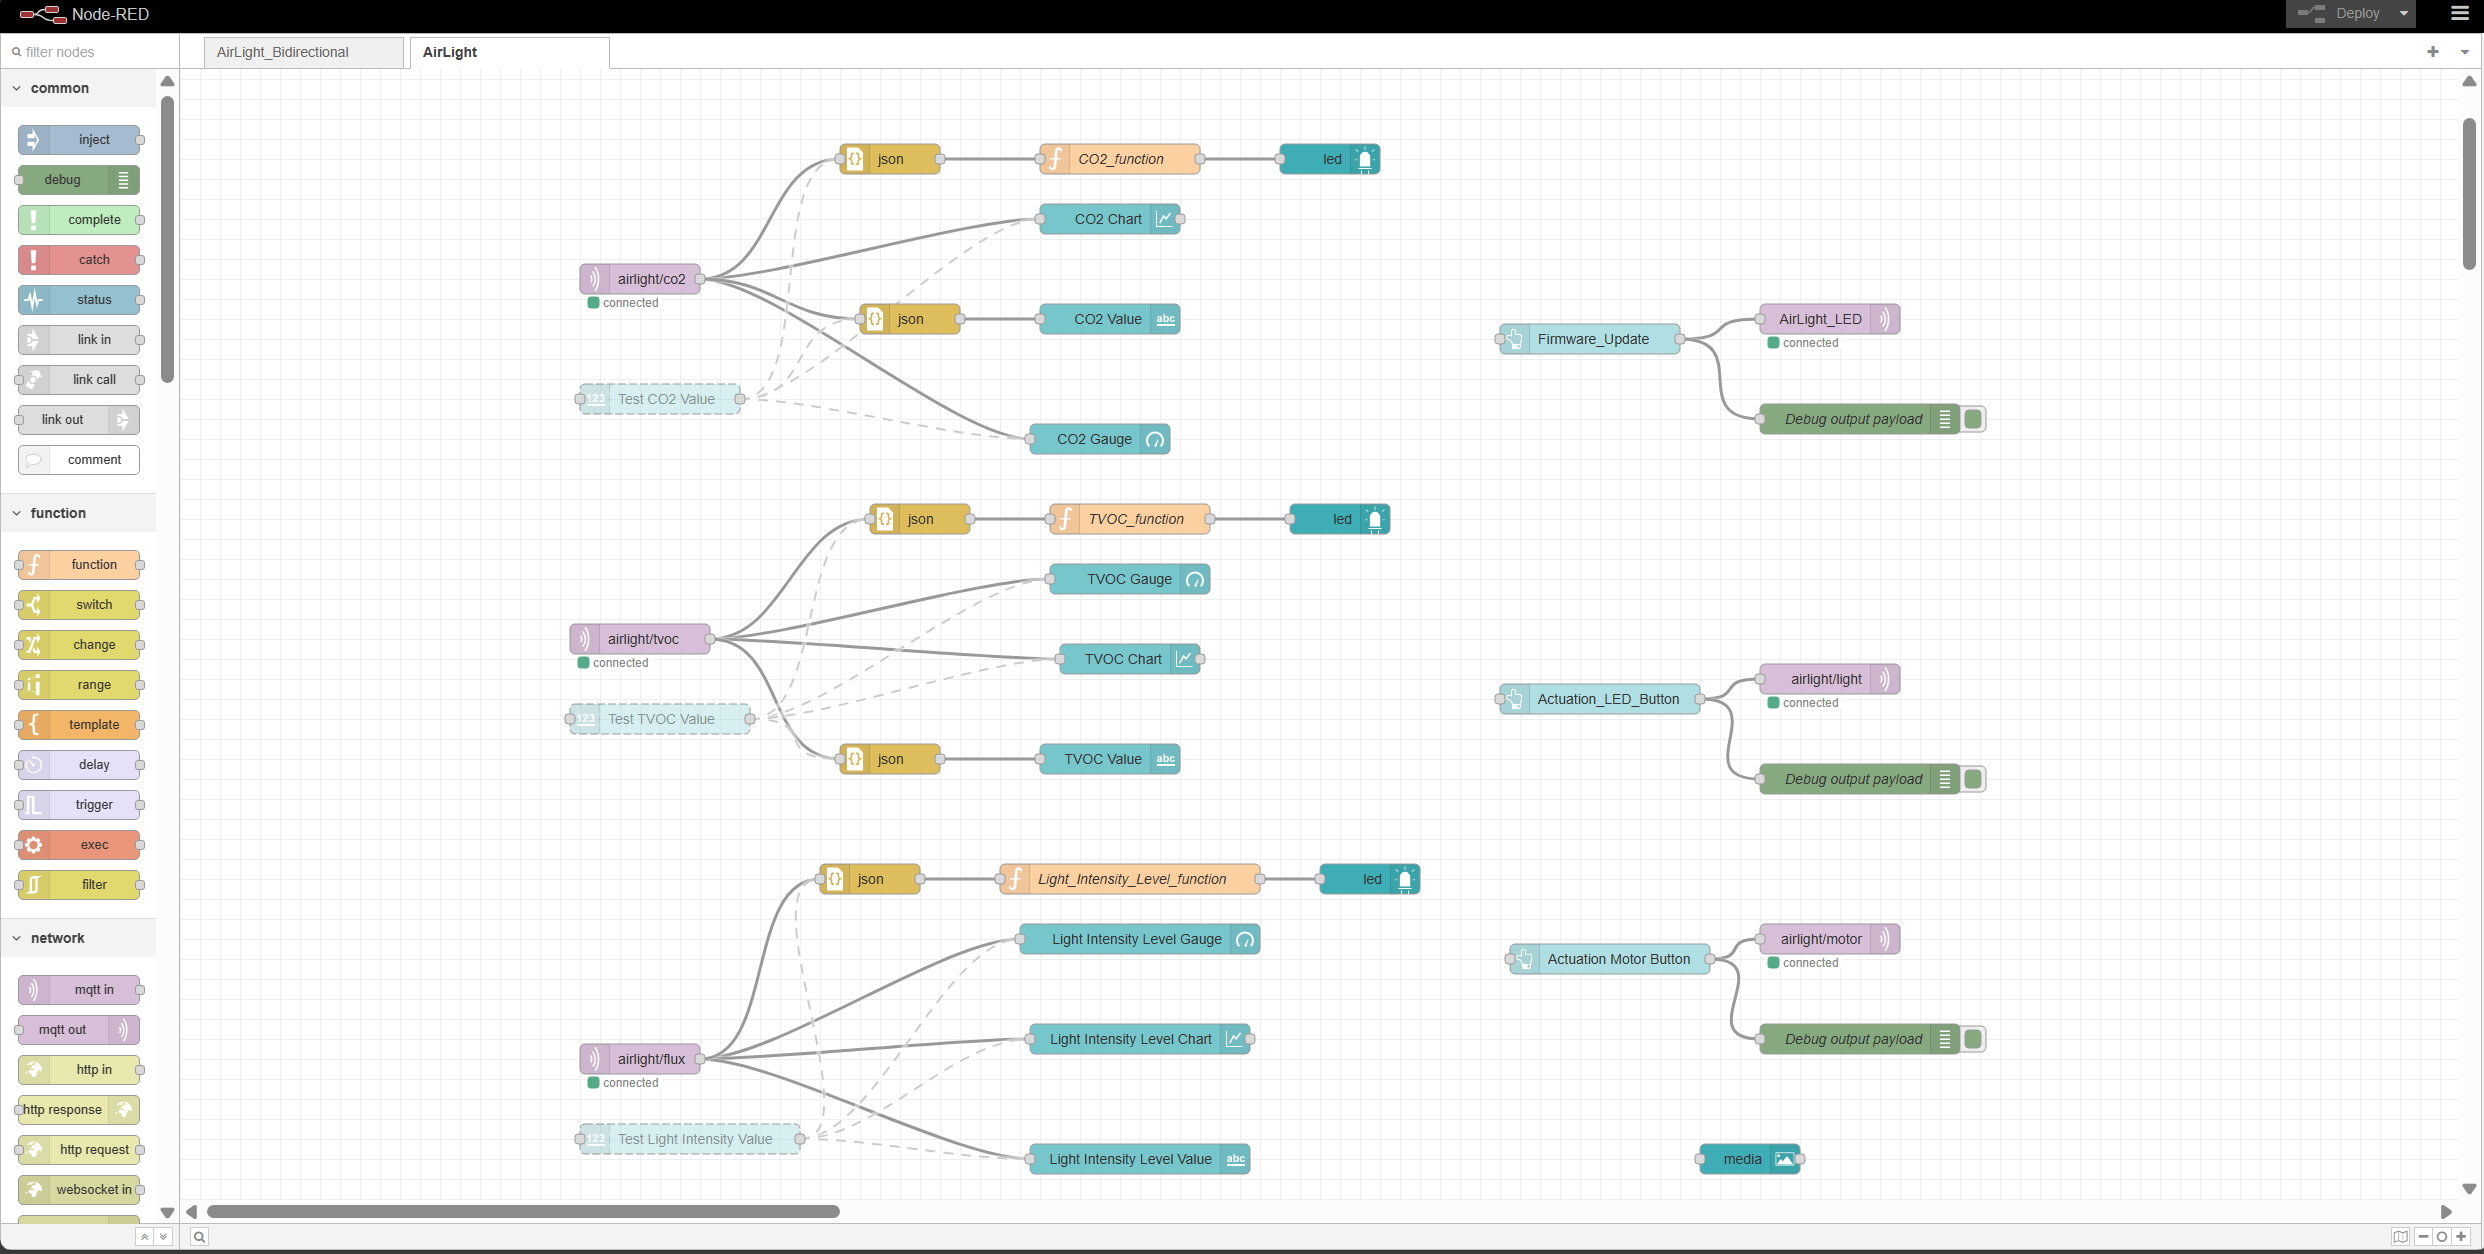 Node-RED
Deploy
filter nodes
AirLight_Bidirectional
AirLight
common
inject
debug
complete
catch
status
link in
link call
link out
comment
function
function
switch
change
range
template
delay
trigger
exec
filter
network
mqtt in
mqtt out
http in
http response
http request
websocket in
json
CO2_function
led
CO2 Chart
airlight/co2
connected
json
CO2 Value
abc
123
Test CO2 Value
CO2 Gauge
json
TVOC_function
led
TVOC Gauge
airlight/tvoc
connected
TVOC Chart
123
Test TVOC Value
json
TVOC Value
abc
json
Light_Intensity_Level_function
led
Light Intensity Level Gauge
airlight/flux
connected
Light Intensity Level Chart
123
Test Light Intensity Value
Light Intensity Level Value
abc
Firmware_Update
AirLight_LED
connected
Debug output payload
Actuation_LED_Button
airlight/light
connected
Debug output payload
Actuation Motor Button
airlight/motor
connected
Debug output payload
media